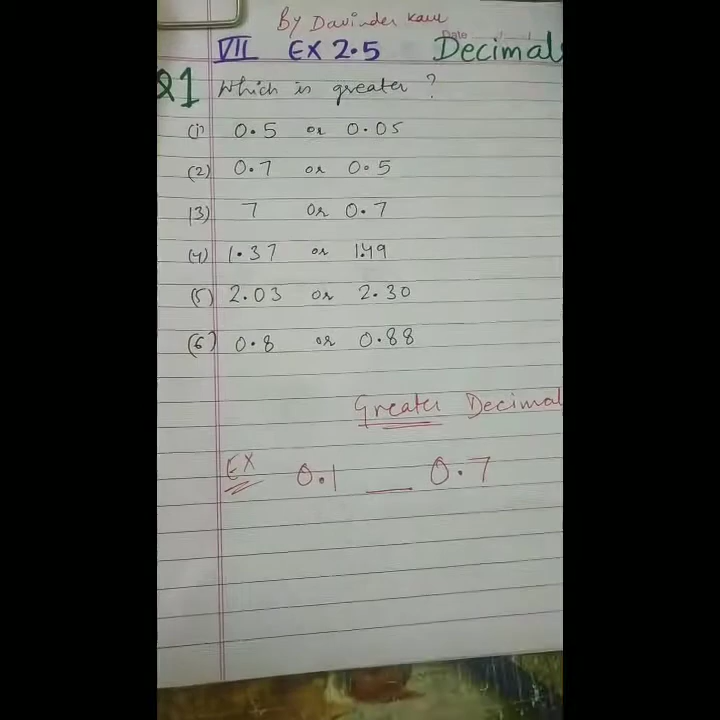 By Davinder Kaur
VII EX 2.5 Decimals
Date
Q1 Which is greater ?
(1) 0.5 or 0.05
(2) 0.7 or 0.5
(3) 7 or 0.7
(4) 1.37 or 1.49
(5) 2.03 or 2.30
(6) 0.8 or 0.88
Greater Decimal
EX 0.1 __ 0.7